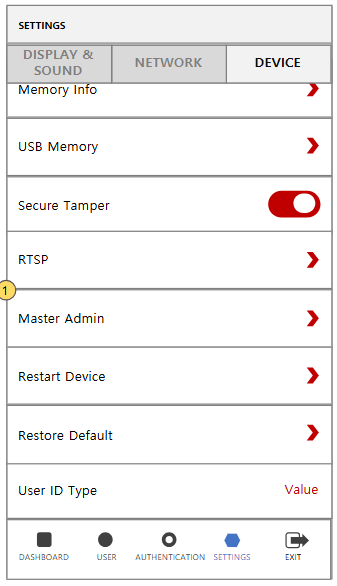 SETTINGS
DISPLAY &
SOUND
NETWORK
DEVICE
Memory Info
USB Memory
Secure Tamper
RTSP
1
Master Admin
Restart Device
Restore Default
User ID Type
Value
DASHBOARD
USER
AUTHENTICATION
SETTINGS
EXIT